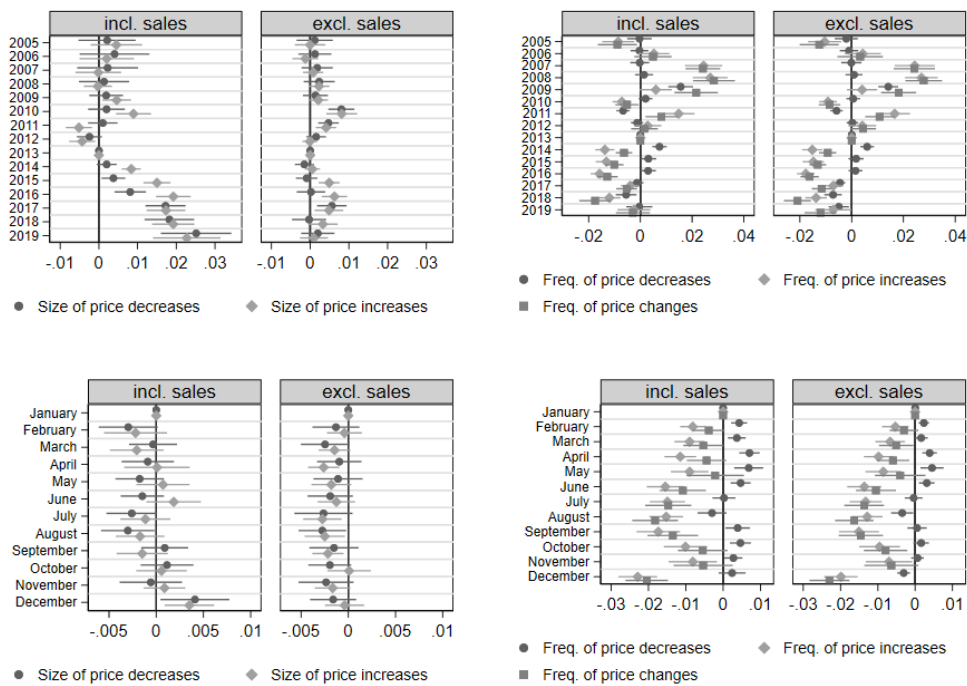 incl. sales
excl. sales
2005
2006
2007
2008
2009
2010
2011
2012
2013
2014
2015
2016
2017
2018
2019
-.01 0 .01 .02 .03
-.01 0 .01 .02 .03
Size of price decreases
Size of price increases
incl. sales
excl. sales
2005
2006
2007
2008
2009
2010
2011
2012
2013
2014
2015
2016
2017
2018
2019
-.02 0 .02 .04
-.02 0 .02 .04
Freq. of price decreases
Freq. of price increases
Freq. of price changes
incl. sales
excl. sales
January
February
March
April
May
June
July
August
September
October
November
December
-.005 0 .005 .01
-.005 0 .005 .01
Size of price decreases
Size of price increases
incl. sales
excl. sales
January
February
March
April
May
June
July
August
September
October
November
December
-.03 -.02 -.01 0 .01
-.03 -.02 -.01 0 .01
Freq. of price decreases
Freq. of price increases
Freq. of price changes